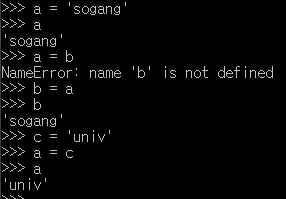 >>> a = 'sogang'
>>> a
'sogang'
>>> a = b
NameError: name 'b' is not defined
>>> b = a
>>> b
'sogang'
>>> c = 'univ'
>>> a = c
>>> a
'univ'
>>>